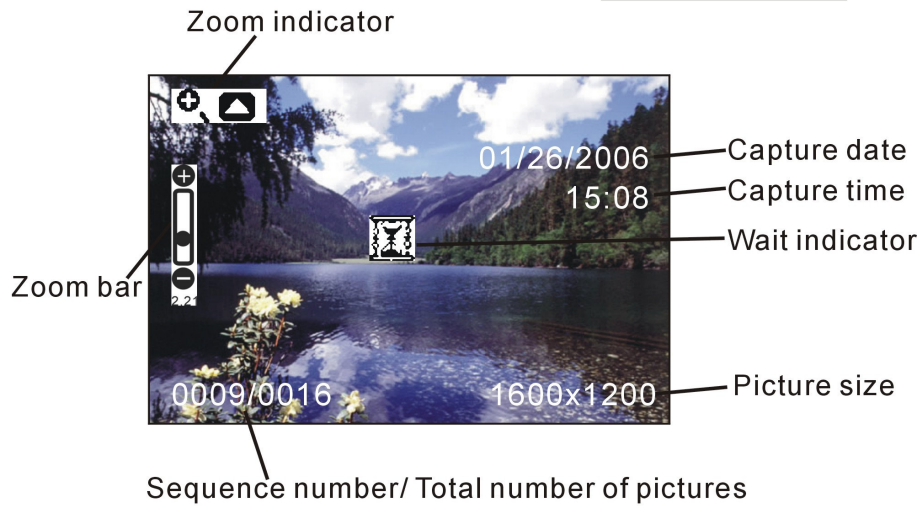 Zoom indicator
01/26/2006
Capture date
15:08
Capture time
Wait indicator
Zoom bar
2.21
0009/0016
1600x1200
Picture size
Sequence number/ Total number of pictures